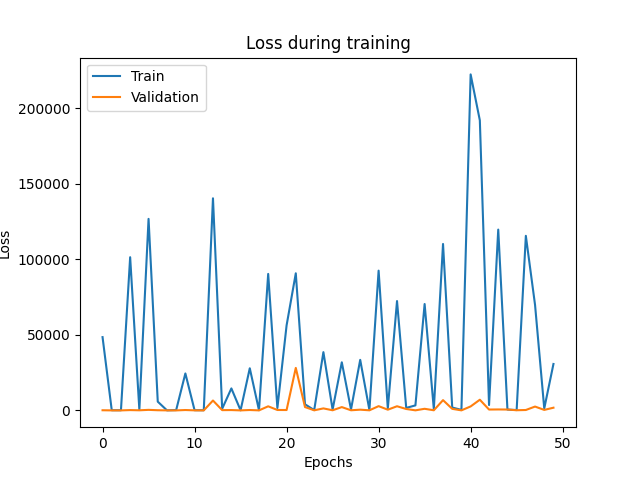 Loss during training
Train
Validation
200000
150000
100000
50000
0
Loss
0 10 20 30 40 50
Epochs